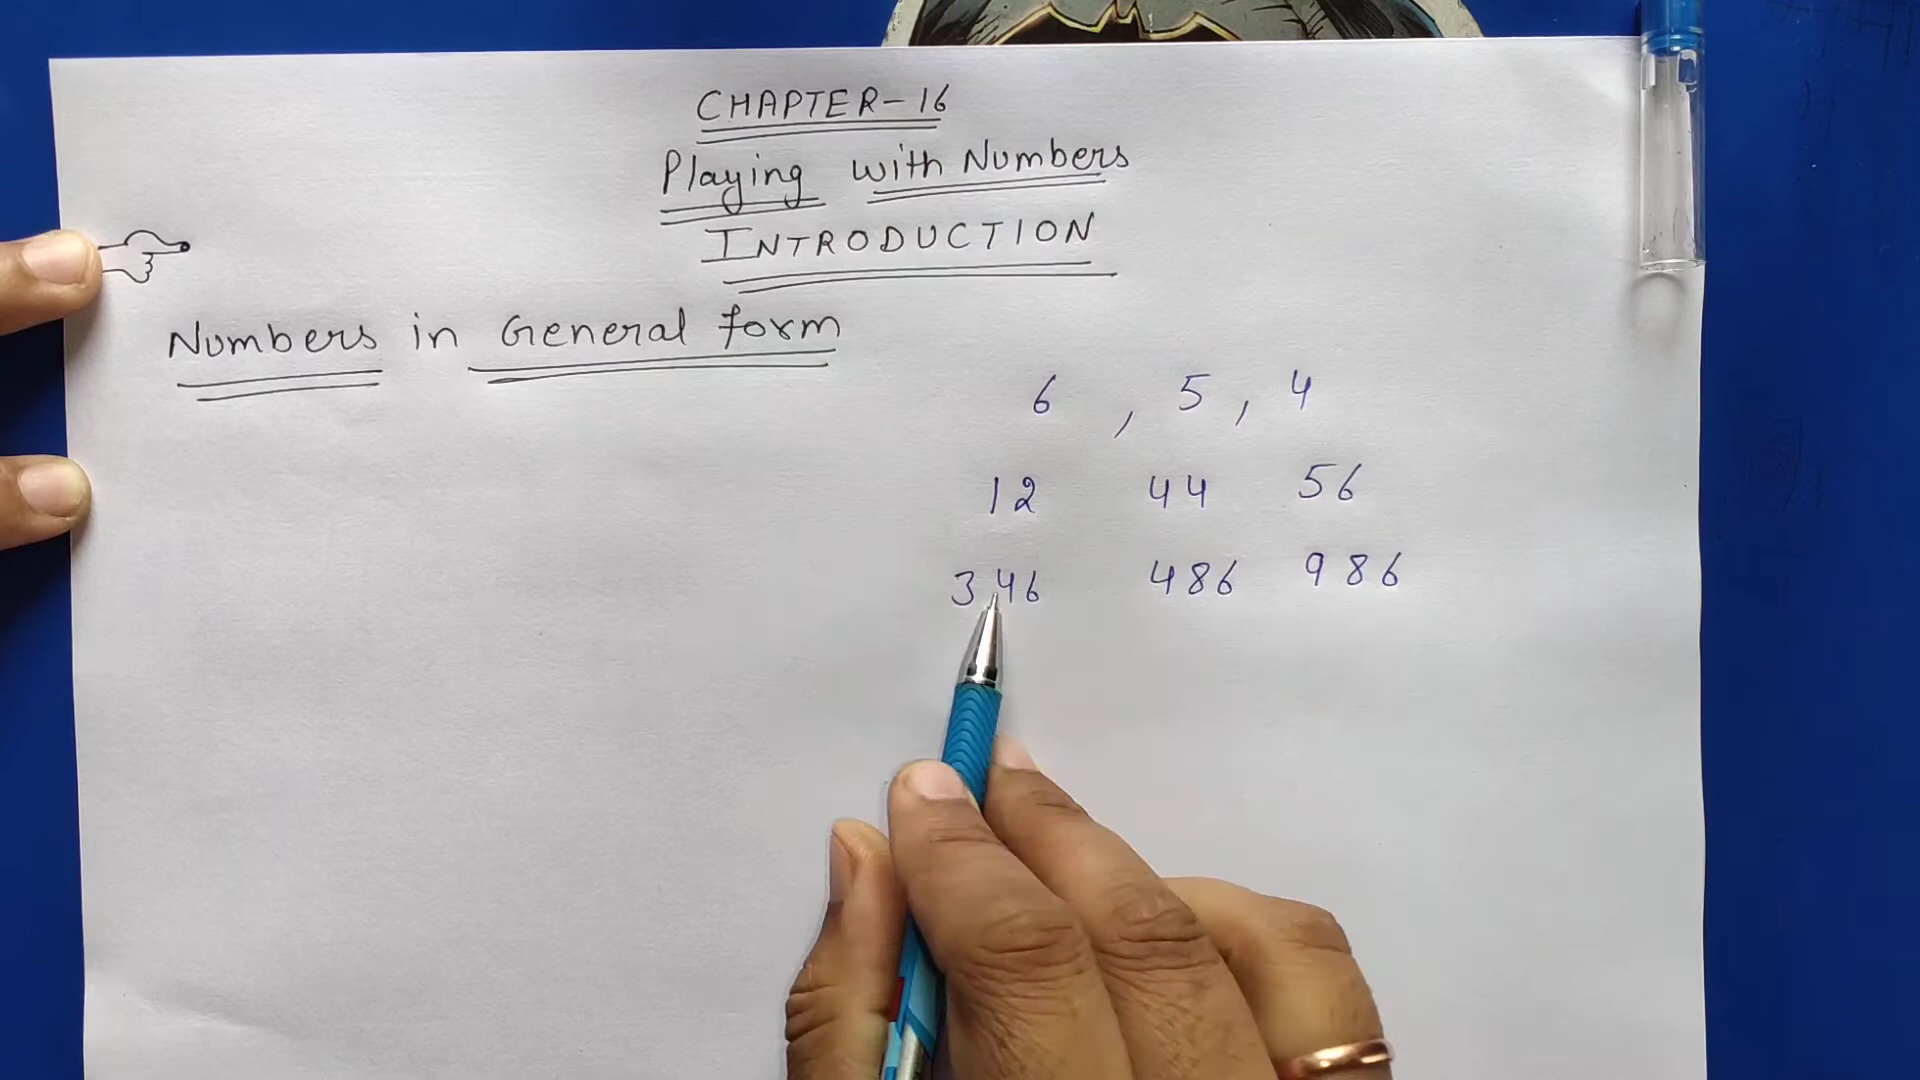 CHAPTER-16
Playing with Numbers
INTRODUCTION
Numbers in General form
6 , 5 , 4
12 44 56
346 486 986